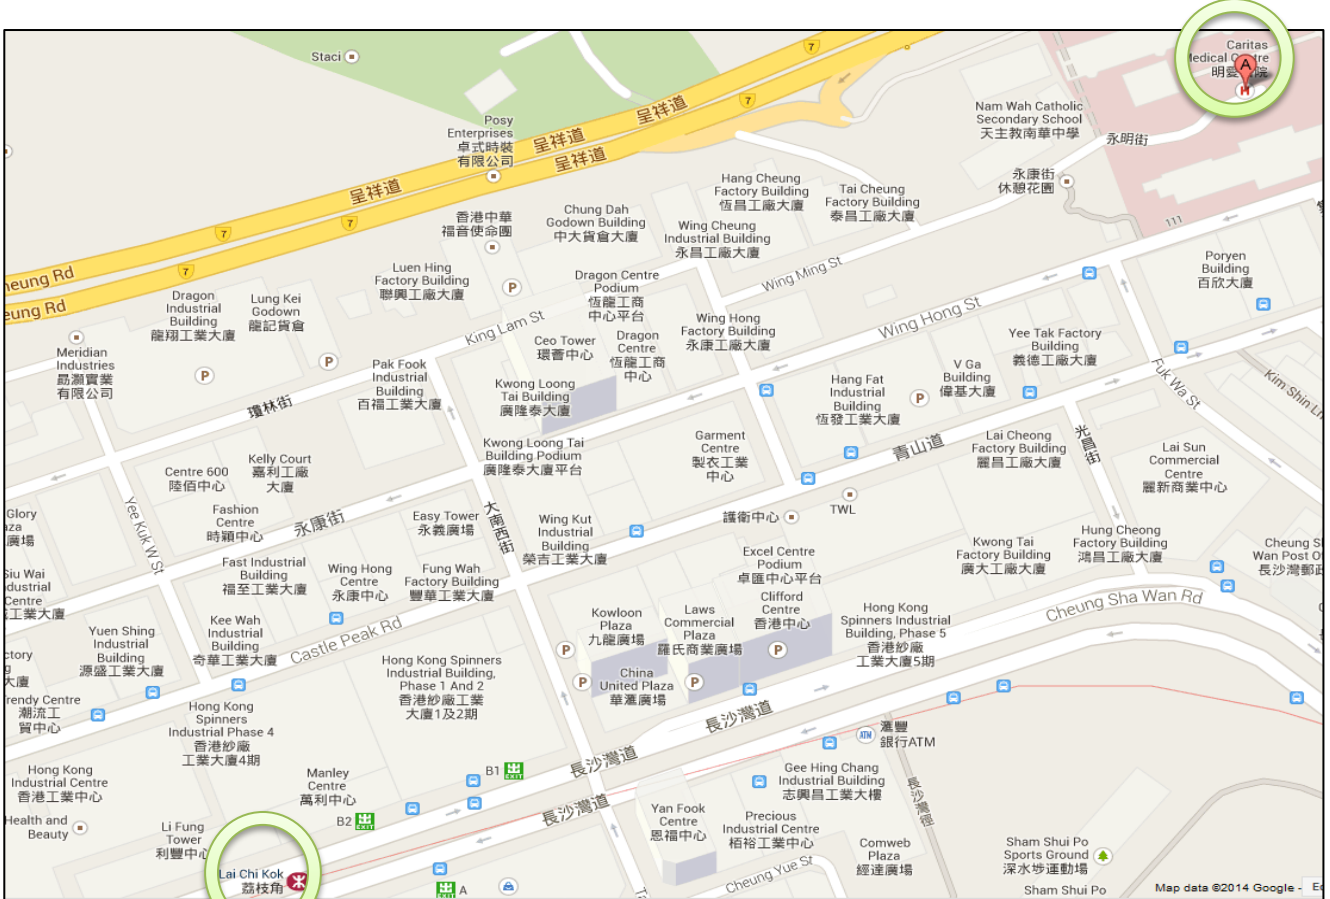 Staci
7
Caritas
Medical Centre
明愛醫院
A
H
呈祥道
Posy
Enterprises
卓式時裝
有限公司
呈祥道
呈祥道
7
Nam Wah Catholic
Secondary School
天主教南華中學
永明街
永康街
休憩花園
呈祥道
7
7
香港中華
福音使命團
Chung Dah
Godown Building
中大貨倉大廈
Hang Cheung
Factory Building
恆昌工廠大廈
Tai Cheung
Factory Building
泰昌工廠大廈
Wing Cheung
Industrial Building
永昌工廠大廈
111
Poryen
Building
百欣大廈
heung Rd
7
eung Rd
Luen Hing
Factory Building
聯興工廠大廈
P
Dragon Centre
Podium
恆龍工商
中心平台
Wing Ming St
Dragon
Industrial
Building
龍翔工業大廈
Lung Kei
Godown
龍記貨倉
King Lam St
Wing Hong St
Meridian
Industries
勗灝實業
有限公司
P
P
Pak Fook
Industrial
Building
百福工業大廈
Ceo Tower
環薈中心
Dragon
Centre
恆龍工商
中心
Wing Hong
Factory Building
永康工廠大廈
Yee Tak Factory
Building
義德工廠大廈
V Ga
Building
偉基大廈
Fuk Wa St
Kim Shin Ln
瓊林街
Kwong Loong
Tai Building
廣隆泰大廈
Hang Fat
Industrial
Building
恆發工業大廈
P
Centre 600
陸佰中心
Kelly Court
嘉利工廠
大廈
Kwong Loong Tai
Building Podium
廣隆泰大廈平台
Garment
Centre
製衣工業
中心
青山道
Lai Cheong
Factory Building
麗昌工廠大廈
光昌街
Lai Sun
Commercial
Centre
麗新商業中心
Glory
aza
廣場
Yee Kuk W St
Fashion
Centre
時穎中心
永康街
Easy Tower
永義廣場
大南西街
Wing Kut
Industrial
Building
榮吉工業大廈
護衛中心
TWL
Siu Wai
dustrial
Centre
工業大廈
Fast Industrial
Building
福至工業大廈
Wing Hong
Centre
永康中心
Fung Wah
Factory Building
豐華工業大廈
Excel Centre
Podium
卓匯中心平台
Kwong Tai
Factory Building
廣大工廠大廈
Hung Cheong
Factory Building
鴻昌工廠大廈
Cheung S
Wan Post O
長沙灣郵政
Yuen Shing
Industrial
Building
源盛工業大廈
Kee Wah
Industrial
Building
奇華工業大廈
Castle Peak Rd
Kowloon
Plaza
九龍廣場
Laws
Commercial
Plaza
羅氏商業廣場
Clifford
Centre
香港中心
Hong Kong
Spinners Industrial
Building, Phase 5
香港紗廠
工業大廈5期
Cheung Sha Wan Rd
ctory
大廈
P
P
Hong Kong Spinners
Industrial Building,
Phase 1 And 2
香港紗廠工業
大廈1及2期
P
China
United Plaza
華滙廣場
P
rendy Centre
潮流工
貿中心
Hong Kong
Spinners
Industrial Phase 4
香港紗廠
工業大廈4期
長沙灣道
滙豐
銀行ATM
ATM
Hong Kong
Industrial Centre
香港工業中心
Manley
Centre
萬利中心
B1
出
EXIT
長沙灣道
Gee Hing Chang
Industrial Building
志興昌工業大樓
長沙灣徑
Health and
Beauty
Li Fung
Tower
利豐中心
B2
出
EXIT
長沙灣道
Yan Fook
Centre
恩福中心
Precious
Industrial Centre
栢裕工業中心
Comweb
Plaza
經達廣場
Sham Shui Po
Sports Ground
深水埗運動場
Lai Chi Kok
荔枝角
出
EXIT
A
Cheung Yue St
Sham Shui Po
Map data ©2014 Google -